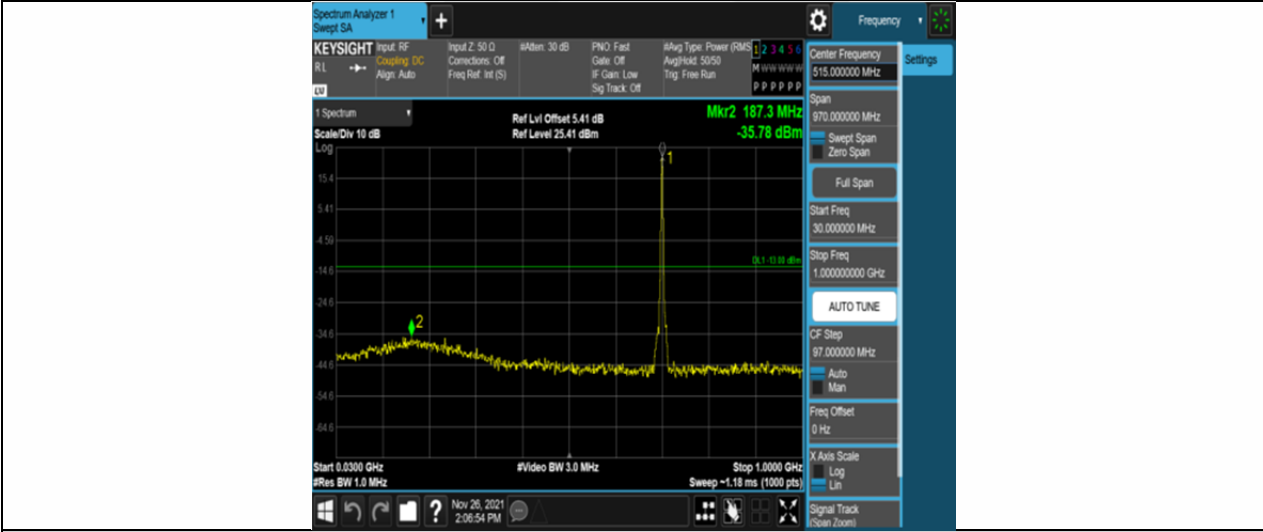 Spectrum Analyzer 1
Swept SA
+
Frequency
KEYSIGHT
Input: RF
Coupling: DC
Align: Auto
Input Z: 50 Ω
Corrections: Off
Freq Ref: Int (S)
#Atten: 30 dB
PNO: Fast
Gate: Off
IF Gain: Low
Sig Track: Off
#Avg Type: Power (RMS
Avg|Hold: 50/50
Trig: Free Run
1 2 3 4 5 6
M W W W W W
P P P P P P
Settings
Center Frequency
515.000000 MHz
Span
970.000000 MHz
Swept Span
Zero Span
Full Span
Start Freq
30.000000 MHz
Stop Freq
1.000000000 GHz
AUTO TUNE
CF Step
97.000000 MHz
Auto
Man
Freq Offset
0 Hz
X Axis Scale
Log
Lin
Signal Track
(Span Zoom)
1 Spectrum
Scale/Div 10 dB
Log
Ref Lvl Offset 5.41 dB
Ref Level 25.41 dBm
Mkr2 187.3 MHz
-35.78 dBm
1
15.4
5.41
-4.59
DL1 -13.00 dBm
-14.6
-24.6
2
-34.6
-44.6
-54.6
-64.6
Start 0.0300 GHz
#Video BW 3.0 MHz
Stop 1.0000 GHz
#Res BW 1.0 MHz
Sweep ~1.18 ms (1000 pts)
?
Nov 26, 2021
2:06:54 PM